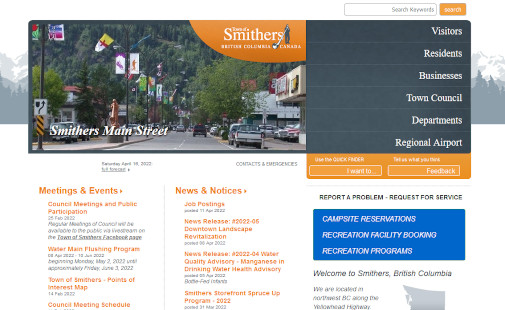 Search Keywords
search
Town of
Smithers
BRITISH COLUMBIA CANADA
Visitors
Residents
Businesses
Town Council
Departments
Regional Airport
Smithers Main Street
Use the QUICK FINDER
I want to...
Tell us what you think
Feedback
Saturday April 16, 2022
full forecast
CONTACTS & EMERGENCIES
Meetings & Events
Council Meetings and Public
Participation
28 Feb 2022
Regular Meetings of Council will be
available to the public via livestream on
the Town of Smithers Facebook page
Water Main Flushing Program
08 Apr 2022 - 10 Jun 2022
beginning Monday, May 2, 2022 until
approximately Friday, June 3, 2022
Town of Smithers - Points of
Interest Map
14 Feb 2022
Council Meeting Schedule
News & Notices
Job Postings
posted 11 Apr 2022
News Release: #2022-05
Downtown Landscape
Revitalization
posted 06 Apr 2022
News Release: #2022-04 Water
Quality Advisory - Manganese in
Drinking Water Health Advisory
posted 05 Apr 2022
Bottle-Fed Infants
Smithers Storefront Spruce Up
Program - 2022
posted 31 Mar 2022
REPORT A PROBLEM - REQUEST FOR SERVICE
CAMPSITE RESERVATIONS
RECREATION FACILITY BOOKING
RECREATION PROGRAMS
Welcome to Smithers, British Columbia
We are located in
northwest BC along the
Yellowhead Highway